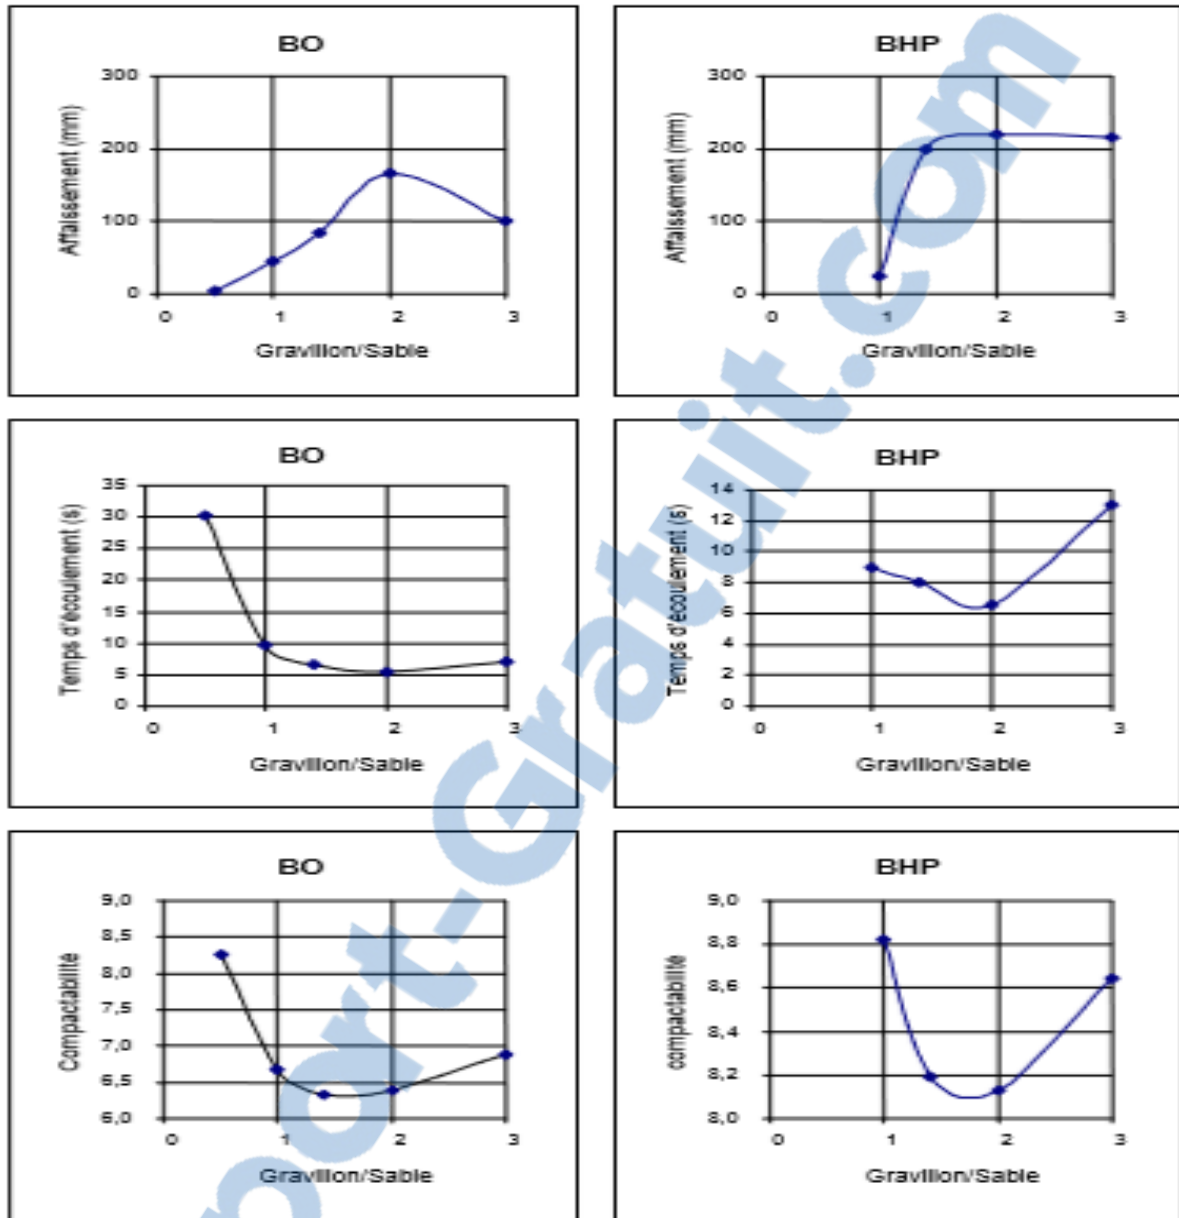 BO
300
200
100
0
0 1 2 3
Affaissement (mm)
Gravillon/Sable
BHP
300
200
100
0
0 1 2 3
Affaissement (mm)
Gravillon/Sable
BO
35
30
25
20
15
10
5
0
0 1 2 3
Temps d'écoulement (s)
Gravillon/Sable
BHP
14
12
10
8
6
4
2
0
0 1 2 3
Temps d'écoulement (s)
Gravillon/Sable
BO
9,0
8,5
8,0
7,5
7,0
6,5
6,0
0 1 2 3
Compactabilité
Gravillon/Sable
BHP
9,0
8,8
8,6
8,4
8,2
8,0
0 1 2 3
compactabilité
Gravillon/Sable
port-Gratuit.com